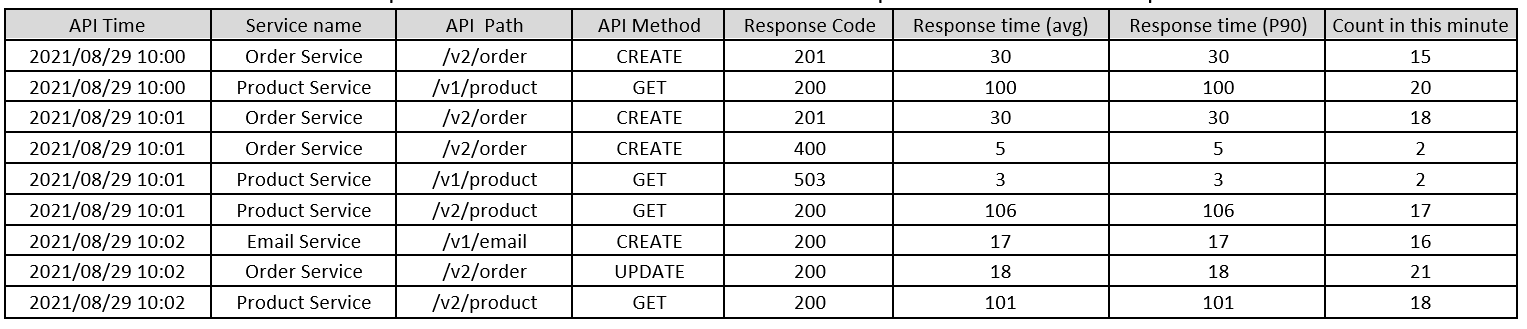 API Time Service name API Path API Method Response Code Response time (avg) Response time (P90) Count in this minute
2021/08/29 10:00 Order Service /v2/order CREATE 201 30 30 15
2021/08/29 10:00 Product Service /v1/product GET 200 100 100 20
2021/08/29 10:01 Order Service /v2/order CREATE 201 30 30 18
2021/08/29 10:01 Order Service /v2/order CREATE 400 5 5 2
2021/08/29 10:01 Product Service /v1/product GET 503 3 3 2
2021/08/29 10:01 Product Service /v2/product GET 200 106 106 17
2021/08/29 10:02 Email Service /v1/email CREATE 200 17 17 16
2021/08/29 10:02 Order Service /v2/order UPDATE 200 18 18 21
2021/08/29 10:02 Product Service /v2/product GET 200 101 101 18